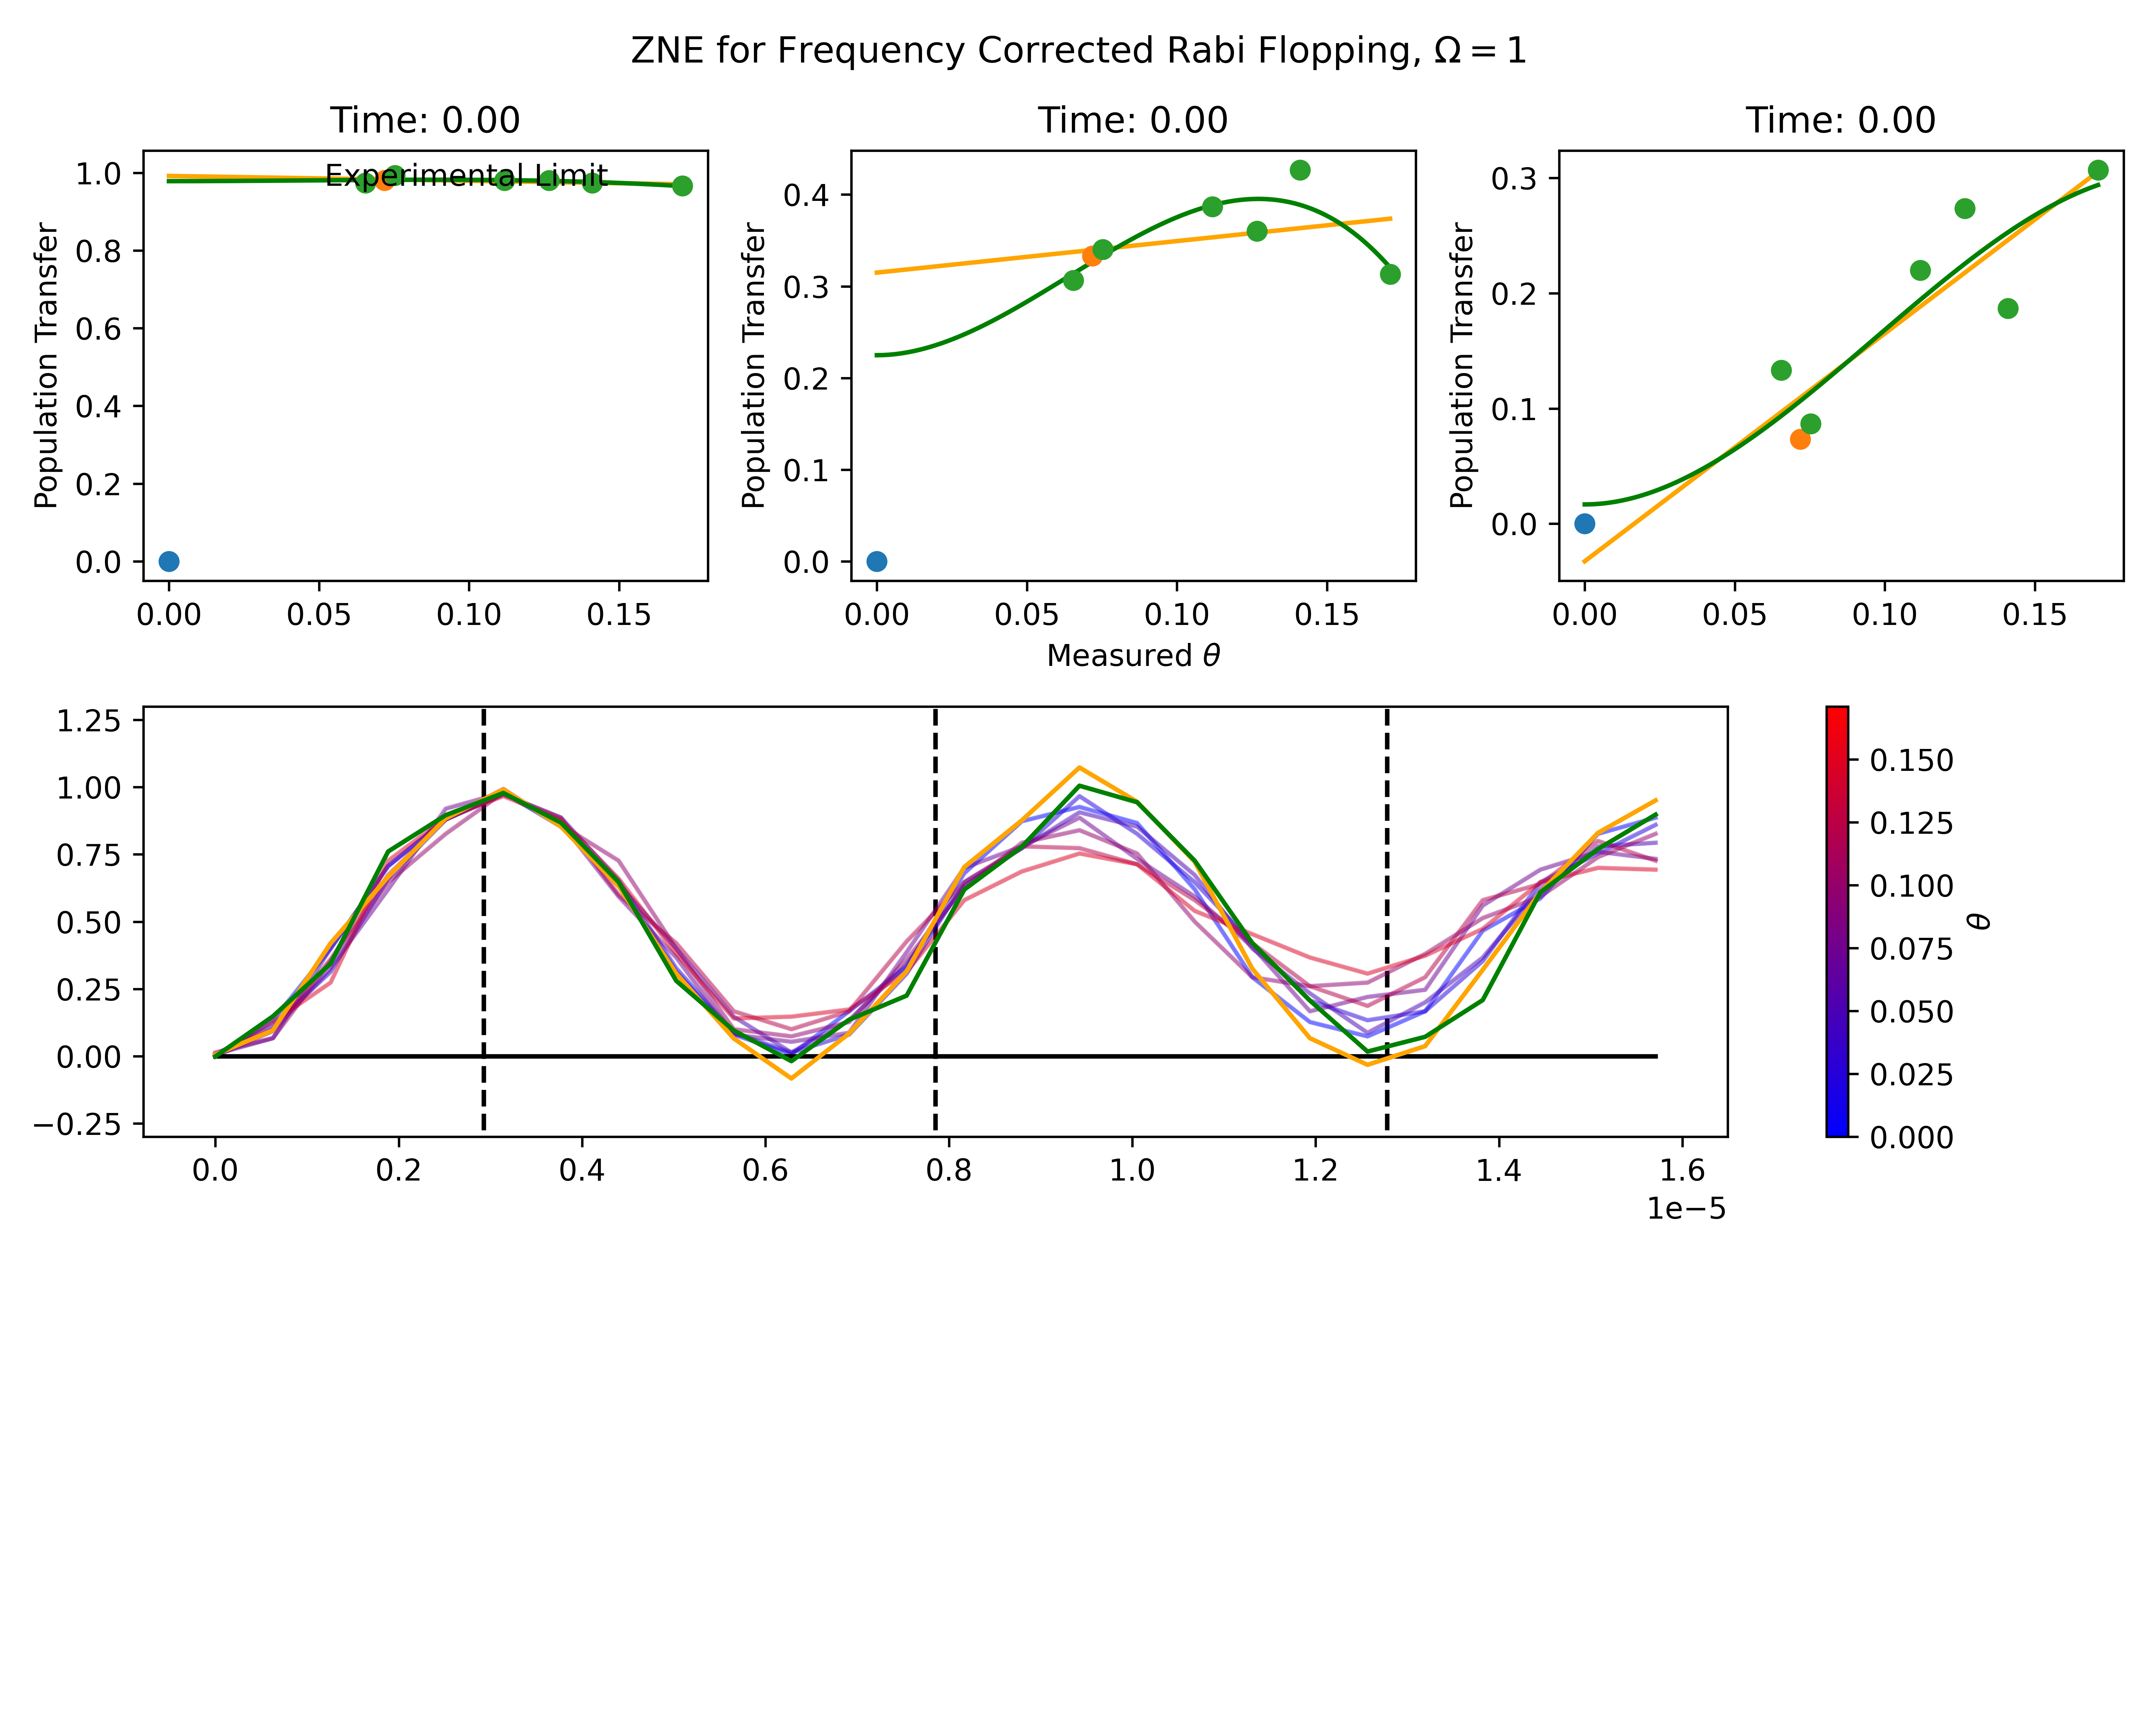 ZNE for Frequency Corrected Rabi Flopping, Ω = 1
Time: 0.00
Time: 0.00
Time: 0.00
Experimental Limit
Population Transfer
1.0
0.8
0.6
0.4
0.2
0.0
0.00 0.05 0.10 0.15
Population Transfer
0.4
0.3
0.2
0.1
0.0
0.00 0.05 0.10 0.15
Measured θ
Population Transfer
0.3
0.2
0.1
0.0
0.00 0.05 0.10 0.15
1.25
1.00
0.75
0.50
0.25
0.00
−0.25
0.0 0.2 0.4 0.6 0.8 1.0 1.2 1.4 1.6
1e−5
0.150
0.125
0.100
0.075
0.050
0.025
0.000
θ